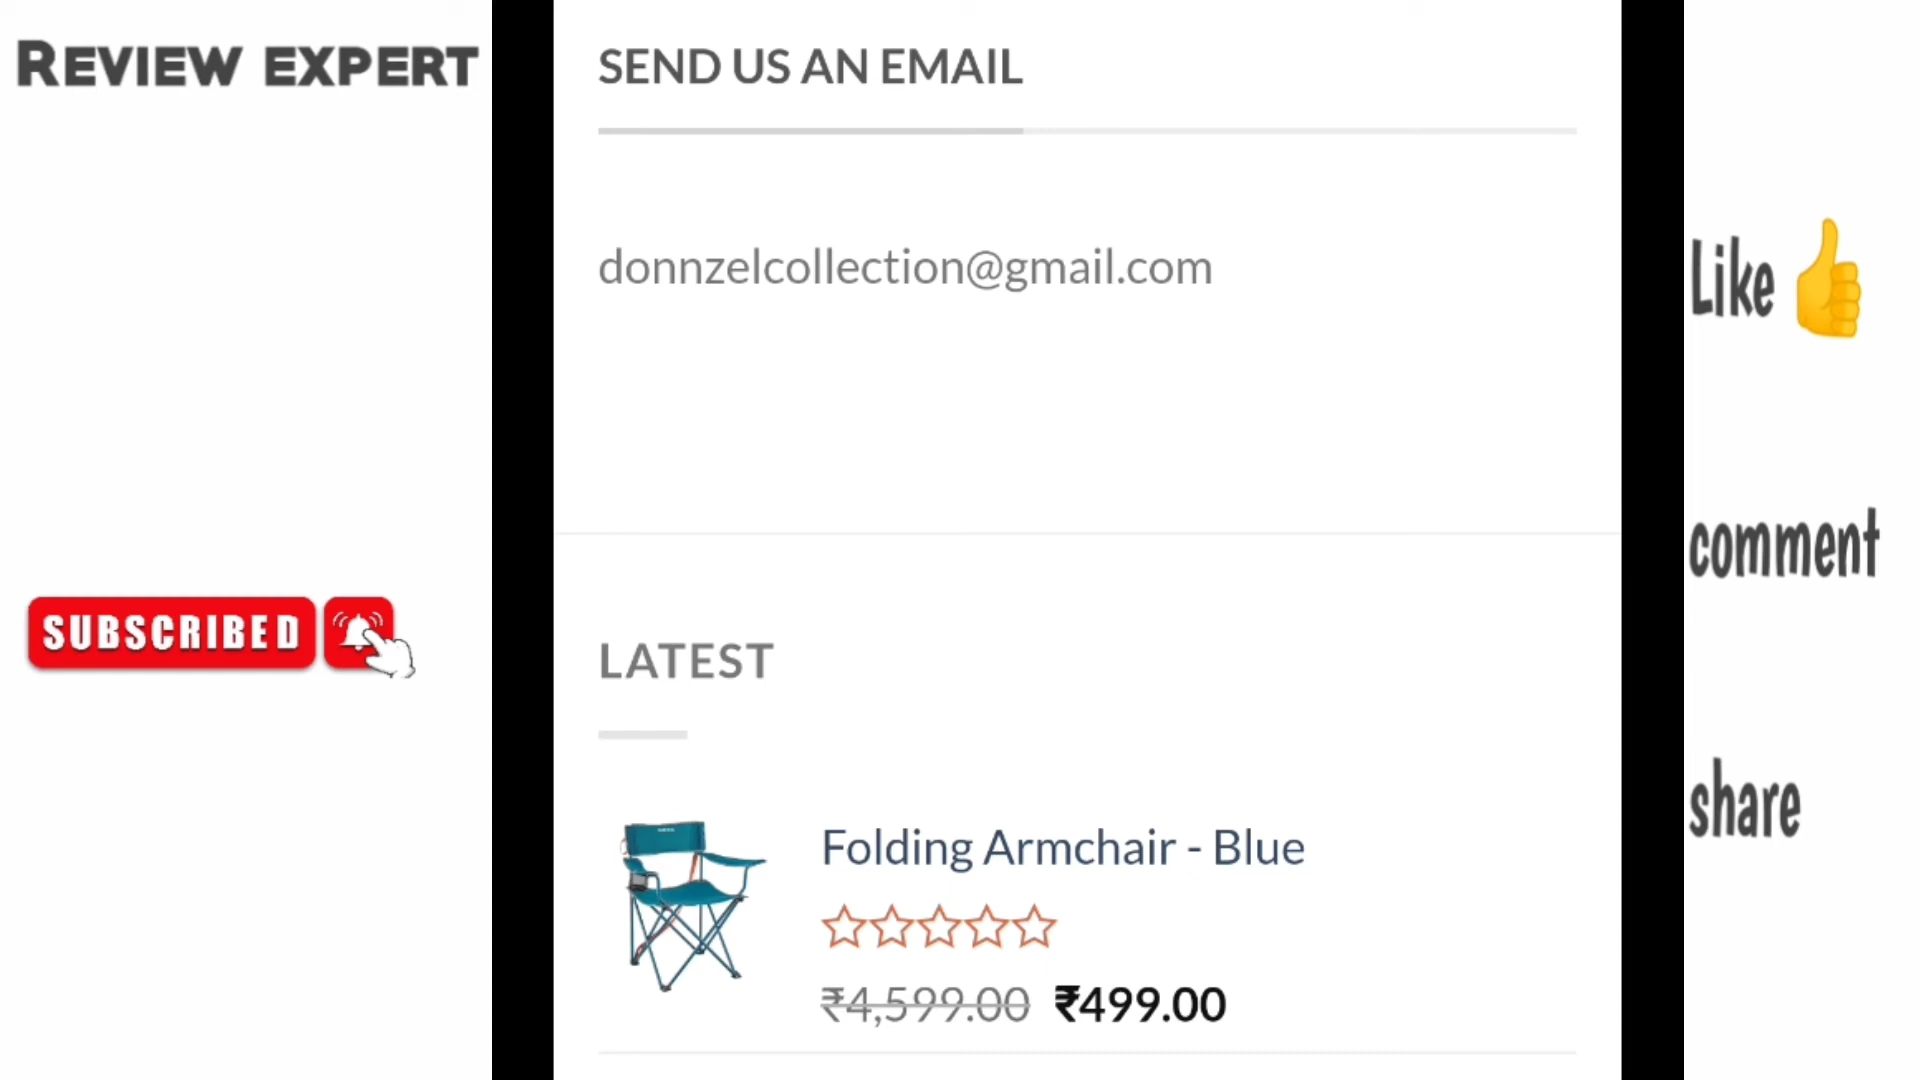 REVIEW EXPERT
SEND US AN EMAIL
donnzelcollection@gmail.com
Like
SUBSCRIBED
comment
LATEST
share
Folding Armchair - Blue
₹4,599.00 ₹499.00